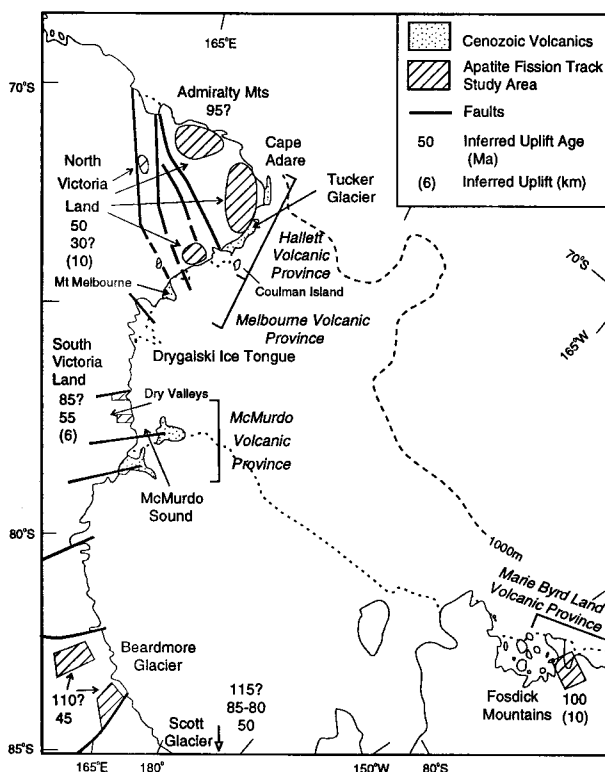 165°E
70°S
Admiralty Mts
95?
Cape
Adare
North
Victoria
Land
50
30?
(10)
Tucker
Glacier
Hallett
Volcanic
Province
Mt Melbourne
Coulman Island
Melbourne Volcanic
Province
Drygalski Ice Tongue
South
Victoria
Land
85?
55
(6)
Dry Valleys
McMurdo
Volcanic
Province
McMurdo
Sound
80°S
Beardmore
Glacier
110?
45
115?
85-80
50
Scott
Glacier
85°S
165°E
180°
150°W
80°S
Fosdick
Mountains
100
(10)
Marie Byrd Land
Volcanic Province
1000m
70°S
165°W
Cenozoic Volcanics
Apatite Fission Track
Study Area
Faults
50 Inferred Uplift Age
(Ma)
(6) Inferred Uplift (km)